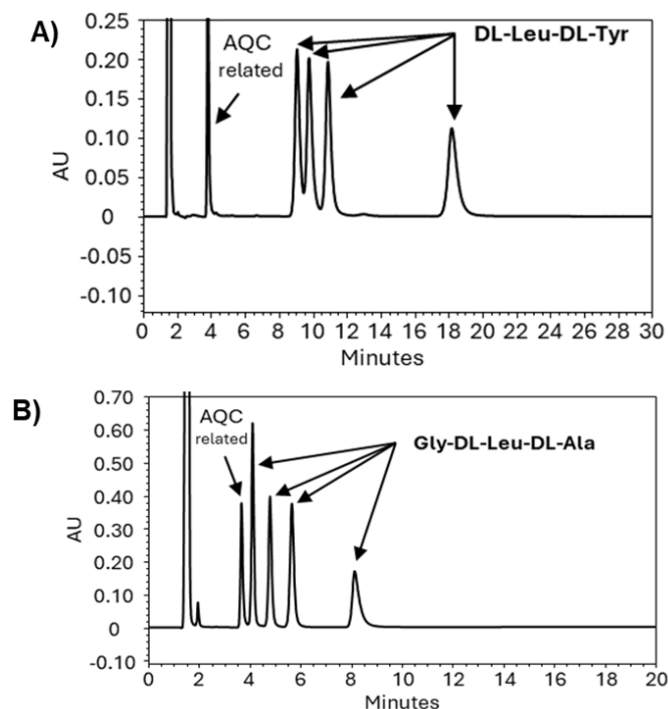 A)
0.25
0.20
0.15
0.10
0.05
0
-0.05
-0.10
AU
AQC
related
DL-Leu-DL-Tyr
0 2 4 6 8 10 12 14 16 18 20 22 24 26 28 30
Minutes
B)
0.70
0.60
0.50
0.40
0.30
0.20
0.10
0
-0.10
AU
AQC
related
Gly-DL-Leu-DL-Ala
0 2 4 6 8 10 12 14 16 18 20
Minutes